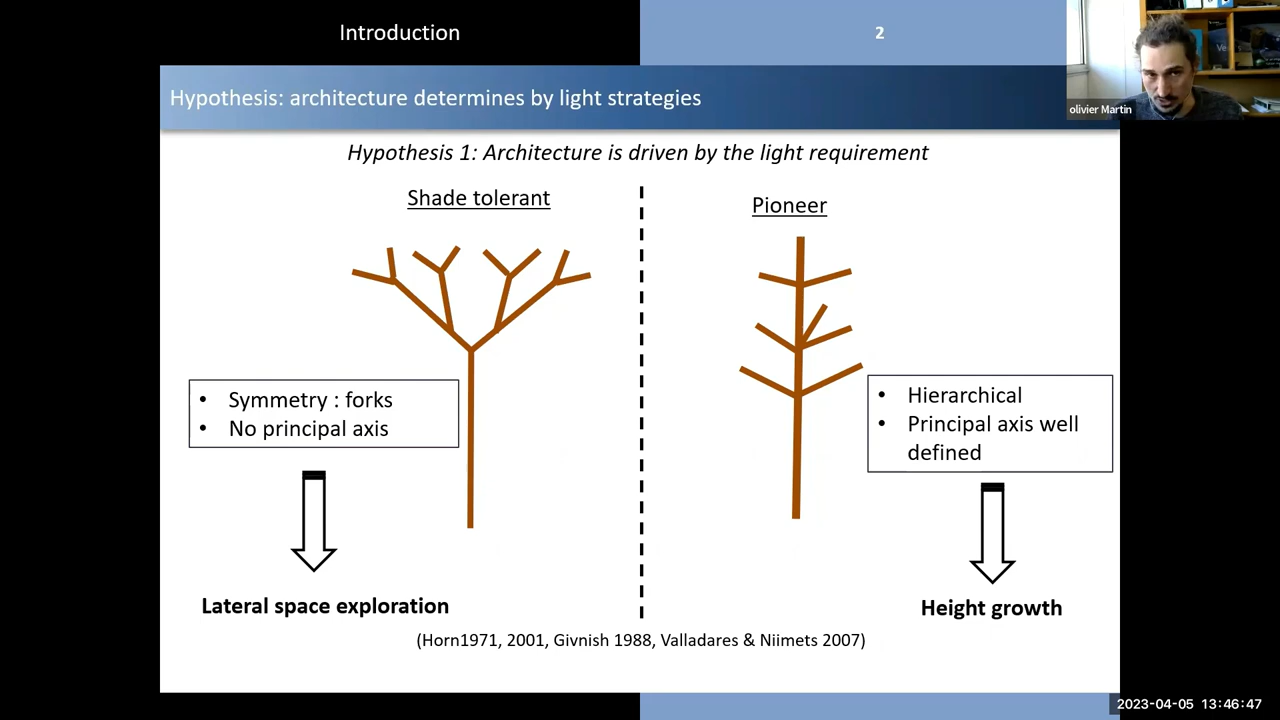 Introduction
2
olivier Martin
Hypothesis: architecture determines by light strategies
Hypothesis 1: Architecture is driven by the light requirement
Shade tolerant
Pioneer
• Symmetry : forks
• No principal axis
• Hierarchical
• Principal axis well
defined
Lateral space exploration
Height growth
(Horn1971, 2001, Givnish 1988, Valladares & Niimets 2007)
2023-04-05 13:46:47